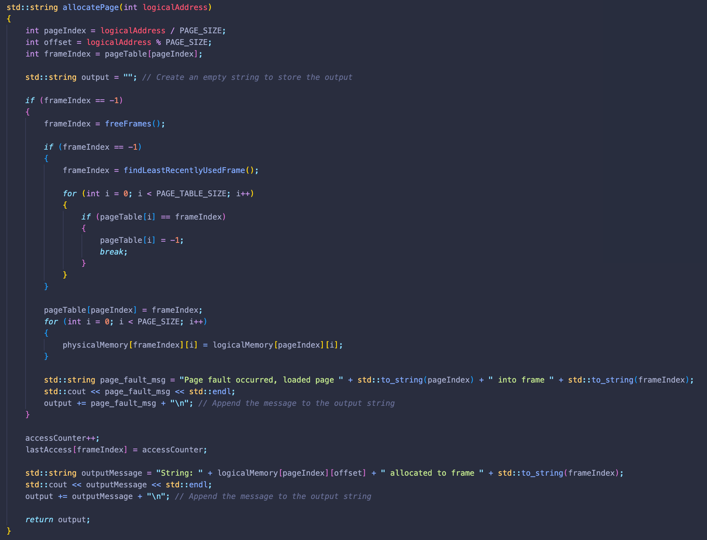 std::string allocatePage(int logicalAddress)
{
    int pageIndex = logicalAddress / PAGE_SIZE;
    int offset = logicalAddress % PAGE_SIZE;
    int frameIndex = pageTable[pageIndex];

    std::string output = ""; // Create an empty string to store the output

    if (frameIndex == -1)
    {
        frameIndex = freeFrames();

        if (frameIndex == -1)
        {
            frameIndex = findLeastRecentlyUsedFrame();

            for (int i = 0; i < PAGE_TABLE_SIZE; i++)
            {
                if (pageTable[i] == frameIndex)
                {
                    pageTable[i] = -1;
                    break;
                }
            }
        }

        pageTable[pageIndex] = frameIndex;
        for (int i = 0; i < PAGE_SIZE; i++)
        {
            physicalMemory[frameIndex][i] = logicalMemory[pageIndex][i];
        }

        std::string page_fault_msg = "Page fault occurred, loaded page " + std::to_string(pageIndex) + " into frame " + std::to_string(frameIndex);
        std::cout << page_fault_msg << std::endl;
        output += page_fault_msg + "\n"; // Append the message to the output string
    }

    accessCounter++;
    lastAccess[frameIndex] = accessCounter;

    std::string outputMessage = "String: " + logicalMemory[pageIndex][offset] + " allocated to frame " + std::to_string(frameIndex);
    std::cout << outputMessage << std::endl;
    output += outputMessage + "\n"; // Append the message to the output string

    return output;
}